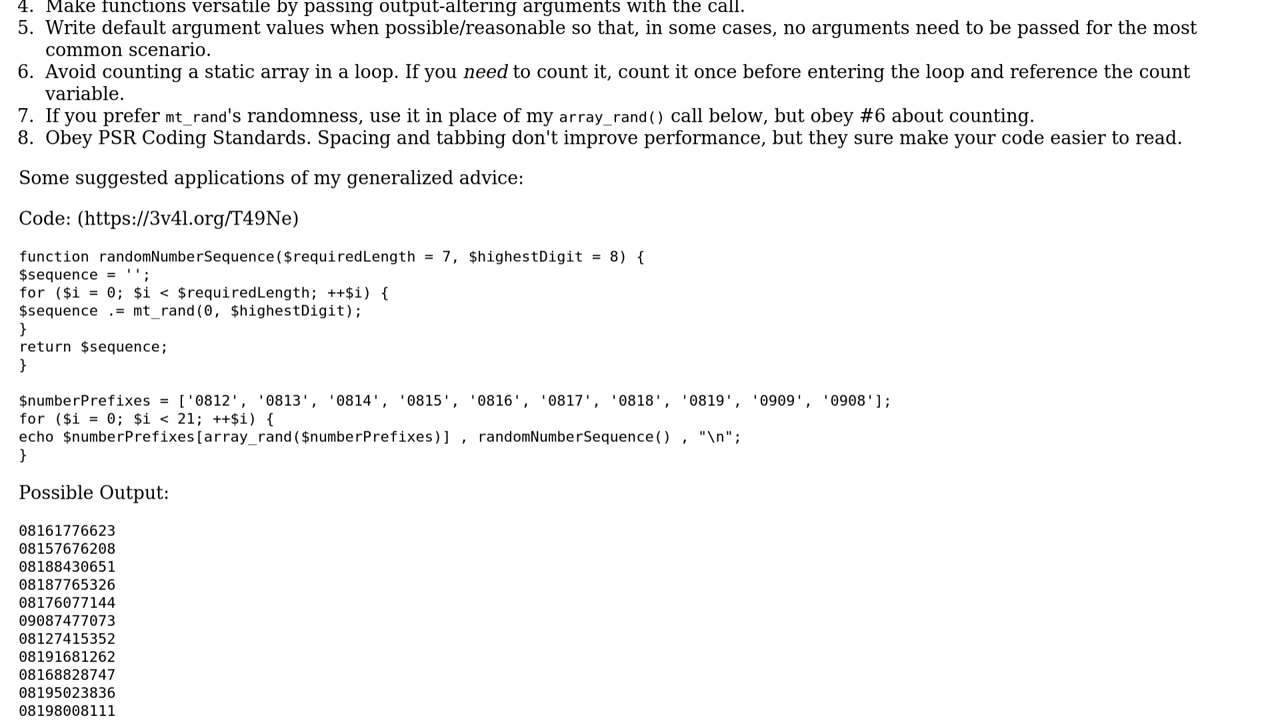 4. Make functions versatile by passing output-altering arguments with the call.
5. Write default argument values when possible/reasonable so that, in some cases, no arguments need to be passed for the most
common scenario.
6. Avoid counting a static array in a loop. If you need to count it, count it once before entering the loop and reference the count
variable.
7. If you prefer mt_rand's randomness, use it in place of my array_rand() call below, but obey #6 about counting.
8. Obey PSR Coding Standards. Spacing and tabbing don't improve performance, but they sure make your code easier to read.
Some suggested applications of my generalized advice:
Code: (https://3v4l.org/T49Ne)
function randomNumberSequence($requiredLength = 7, $highestDigit = 8) {
$sequence = '';
for ($i = 0; $i < $requiredLength; ++$i) {
$sequence .= mt_rand(0, $highestDigit);
}
return $sequence;
}
$numberPrefixes = ['0812', '0813', '0814', '0815', '0816', '0817', '0818', '0819', '0909', '0908'];
for ($i = 0; $i < 21; ++$i) {
echo $numberPrefixes[array_rand($numberPrefixes)] , randomNumberSequence() , "\n";
}
Possible Output:
08161776623
08157676208
08188430651
08187765326
08176077144
09087477073
08127415352
08191681262
08168828747
08195023836
08198008111